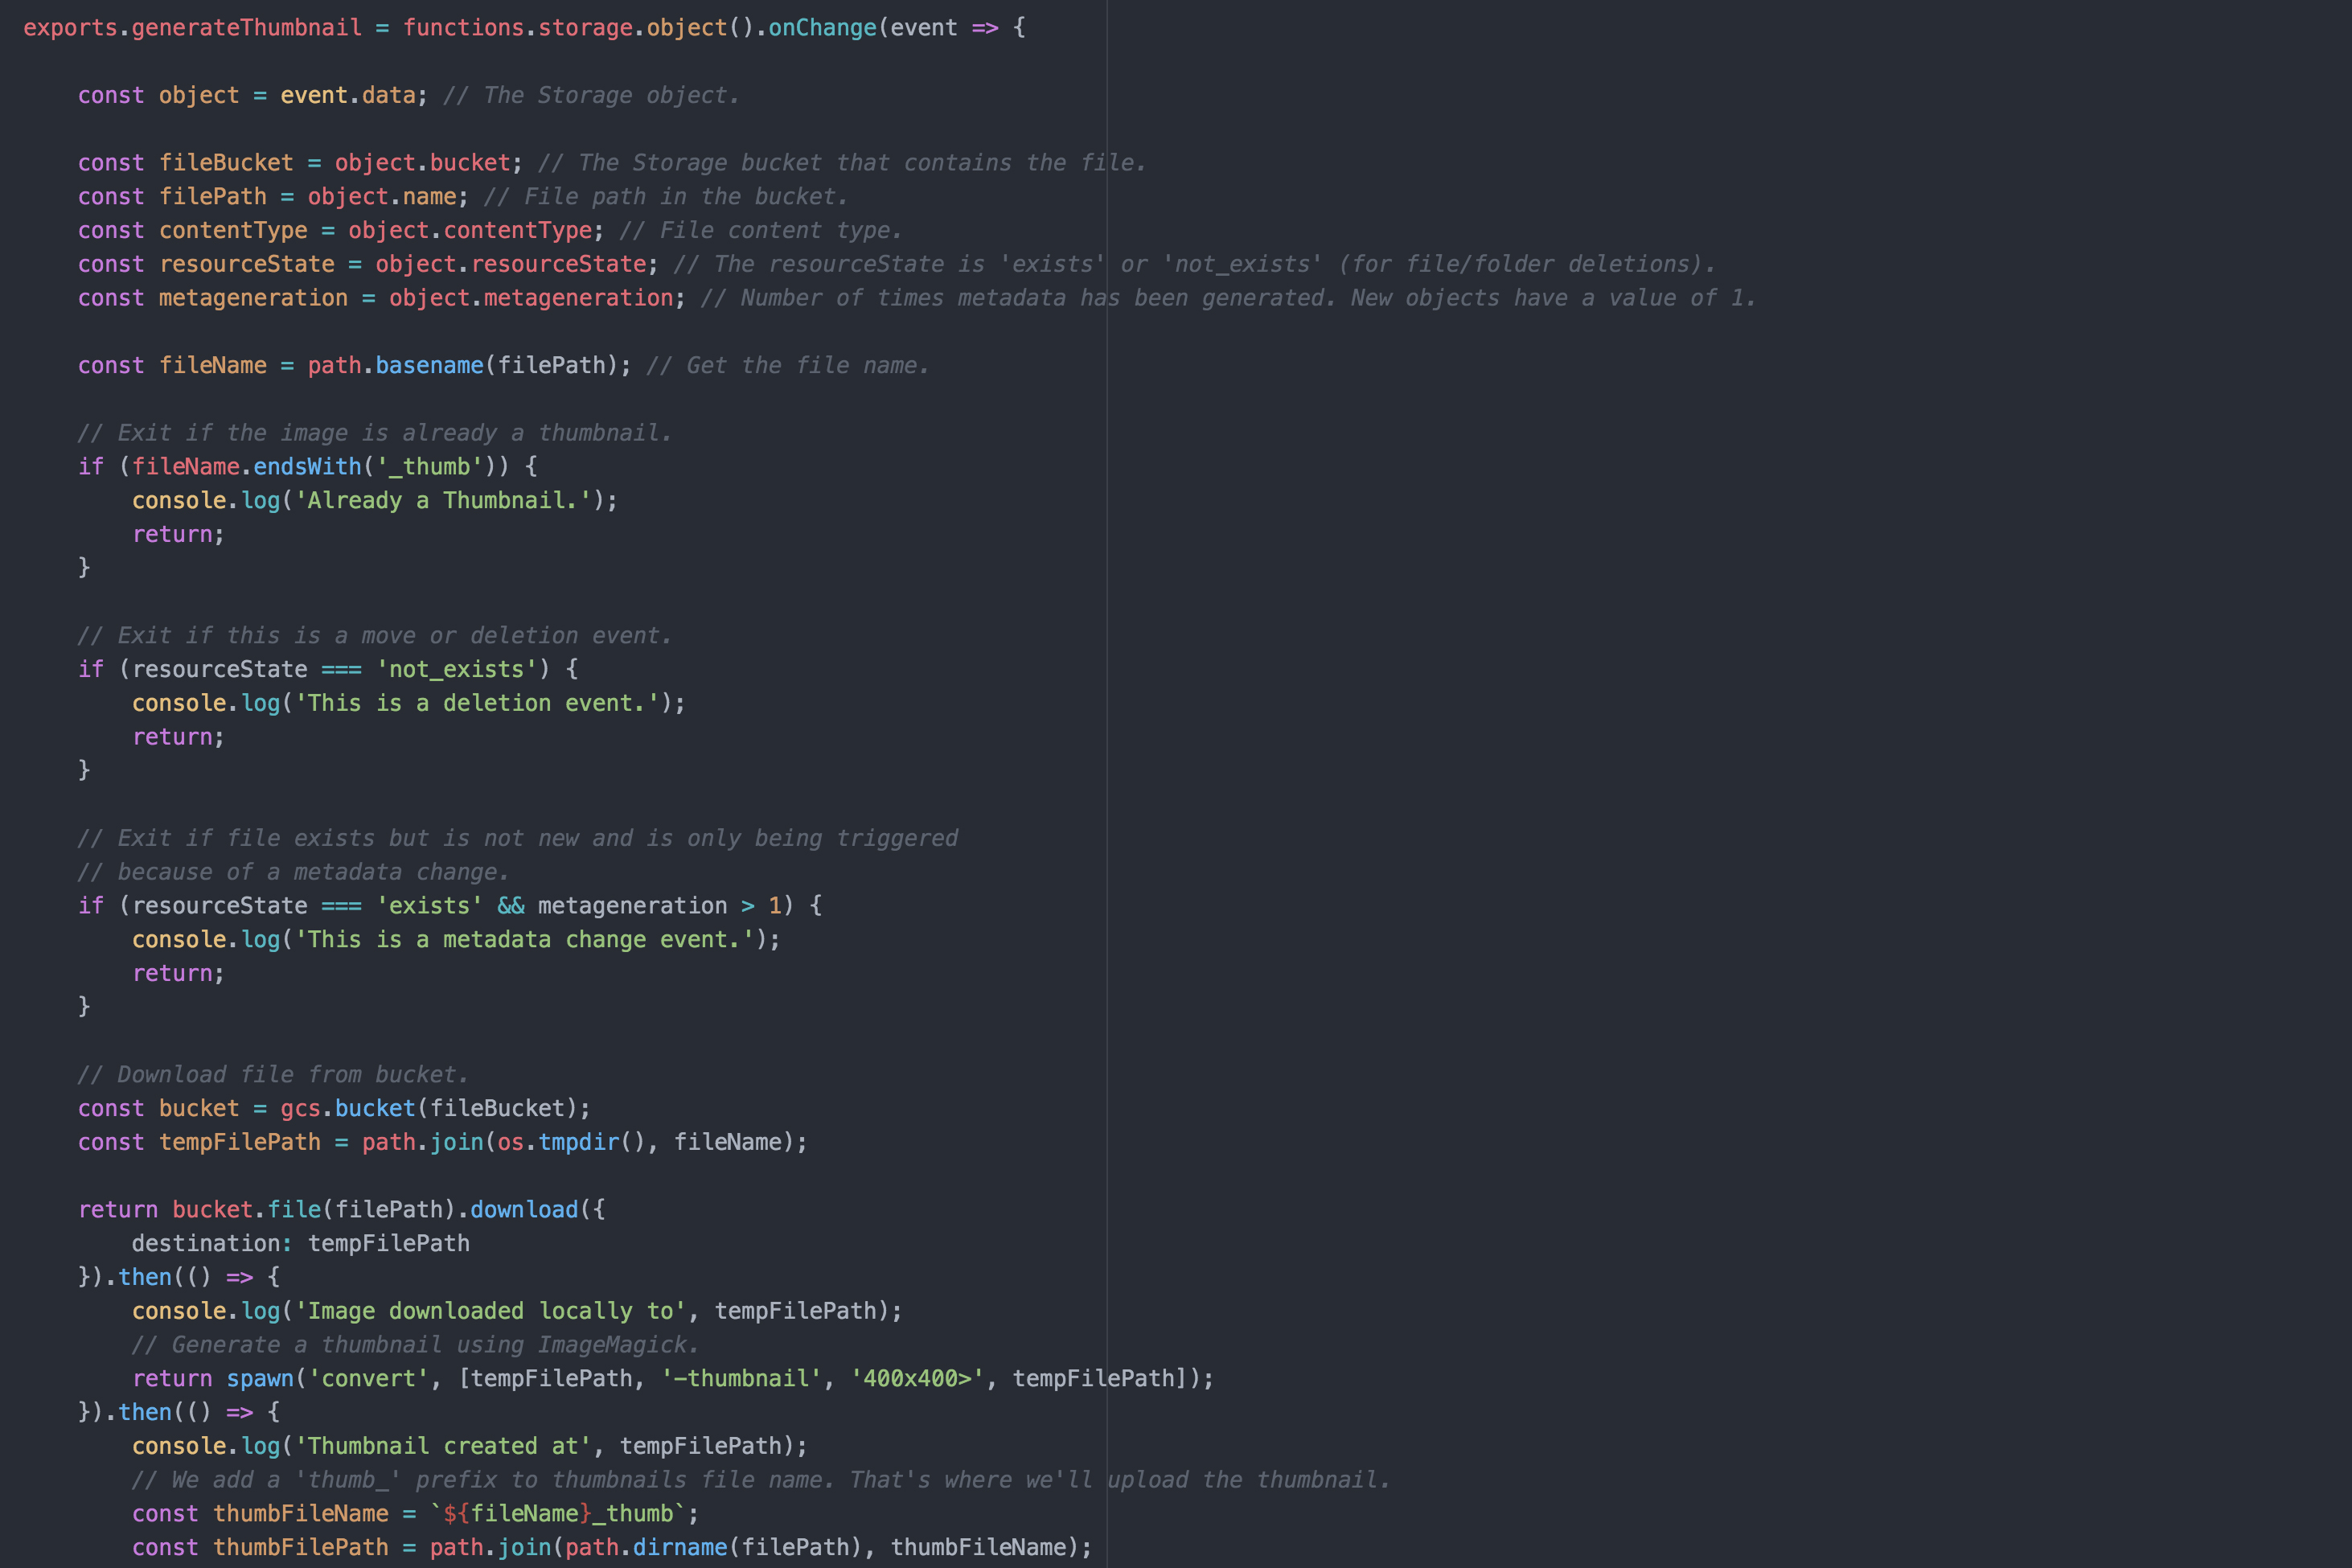 exports.generateThumbnail = functions.storage.object().onChange(event => {
const object = event.data; // The Storage object.
const fileBucket = object.bucket; // The Storage bucket that contains the file.
const filePath = object.name; // File path in the bucket.
const contentType = object.contentType; // File content type.
const resourceState = object.resourceState; // The resourceState is 'exists' or 'not_exists' (for file/folder deletions).
const metageneration = object.metageneration; // Number of times metadata has been generated. New objects have a value of 1.
const fileName = path.basename(filePath); // Get the file name.
// Exit if the image is already a thumbnail.
if (fileName.endsWith('_thumb')) {
console.log('Already a Thumbnail.');
return;
}
// Exit if this is a move or deletion event.
if (resourceState === 'not_exists') {
console.log('This is a deletion event.');
return;
}
// Exit if file exists but is not new and is only being triggered
// because of a metadata change.
if (resourceState === 'exists' && metageneration > 1) {
console.log('This is a metadata change event.');
return;
}
// Download file from bucket.
const bucket = gcs.bucket(fileBucket);
const tempFilePath = path.join(os.tmpdir(), fileName);
return bucket.file(filePath).download({
destination: tempFilePath
}).then(() => {
console.log('Image downloaded locally to', tempFilePath);
// Generate a thumbnail using ImageMagick.
return spawn('convert', [tempFilePath, '-thumbnail', '400x400>', tempFilePath]);
}).then(() => {
console.log('Thumbnail created at', tempFilePath);
// We add a 'thumb_' prefix to thumbnails file name. That's where we'll upload the thumbnail.
const thumbFileName = `${fileName}_thumb`;
const thumbFilePath = path.join(path.dirname(filePath), thumbFileName);